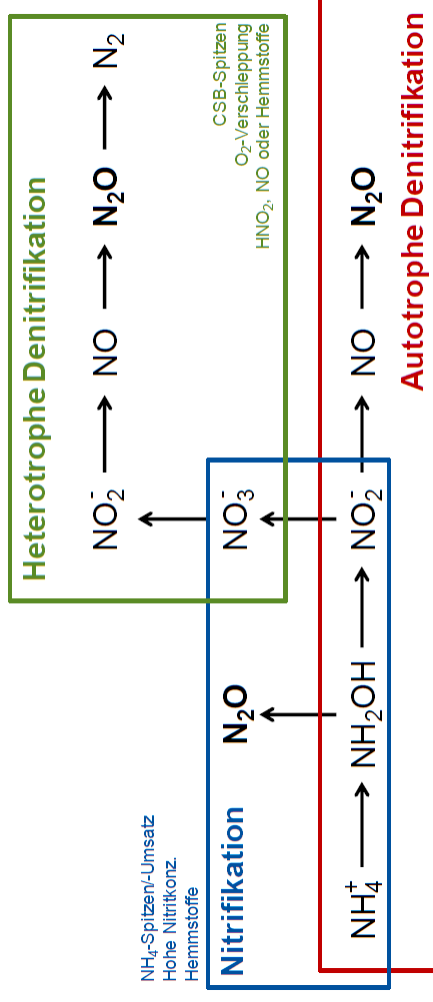 Heterotrophe Denitrifikation
NO₂⁻ → NO → N₂O → N₂
CSB-Spitzen
O₂-Verschleppung
HNO₂, NO oder Hemmstoffe
NH₄-Spitzen/-Umsatz
Hohe Nitritkonz.
Hemmstoffe
Nitrifikation
N₂O
NO₃⁻
NH₄⁺ → NH₂OH → NO₂⁻ → NO → N₂O
Autotrophe Denitrifikation